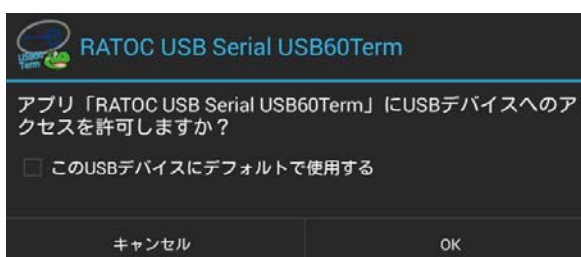 USB60
Term
RATOC USB Serial USB60Term
アプリ「RATOC USB Serial USB60Term」にUSBデバイスへのア
クセスを許可しますか？
このUSBデバイスにデフォルトで使用する
キャンセル OK